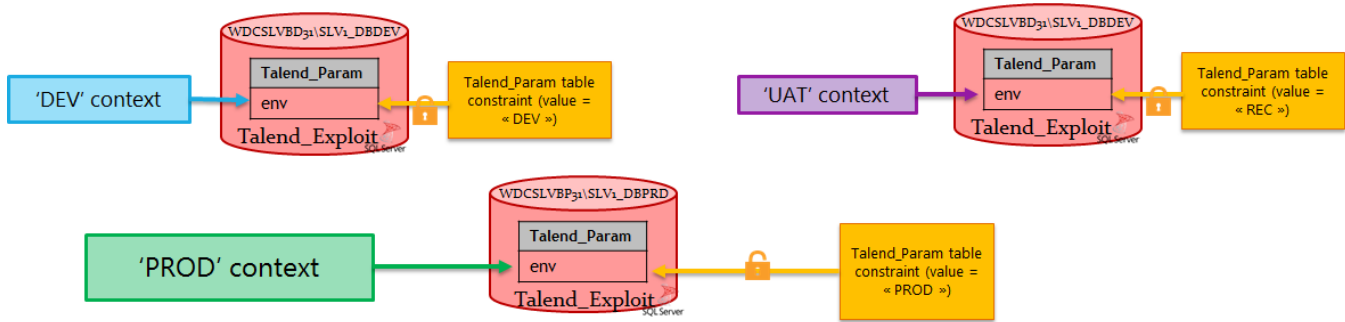 WDCSLVBD31\SLV1_DBDEV
Talend_Param
env
Talend_Exploit
SQL Server
'DEV' context
Talend_Param table
constraint (value =
« DEV »)
WDCSLVBD31\SLV1_DBDEV
Talend_Param
env
Talend_Exploit
SQL Server
'UAT' context
Talend_Param table
constraint (value =
« REC »)
WDCSLVBP31\SLV1_DBPRD
Talend_Param
env
Talend_Exploit
SQL Server
'PROD' context
Talend_Param table
constraint (value =
« PROD »)